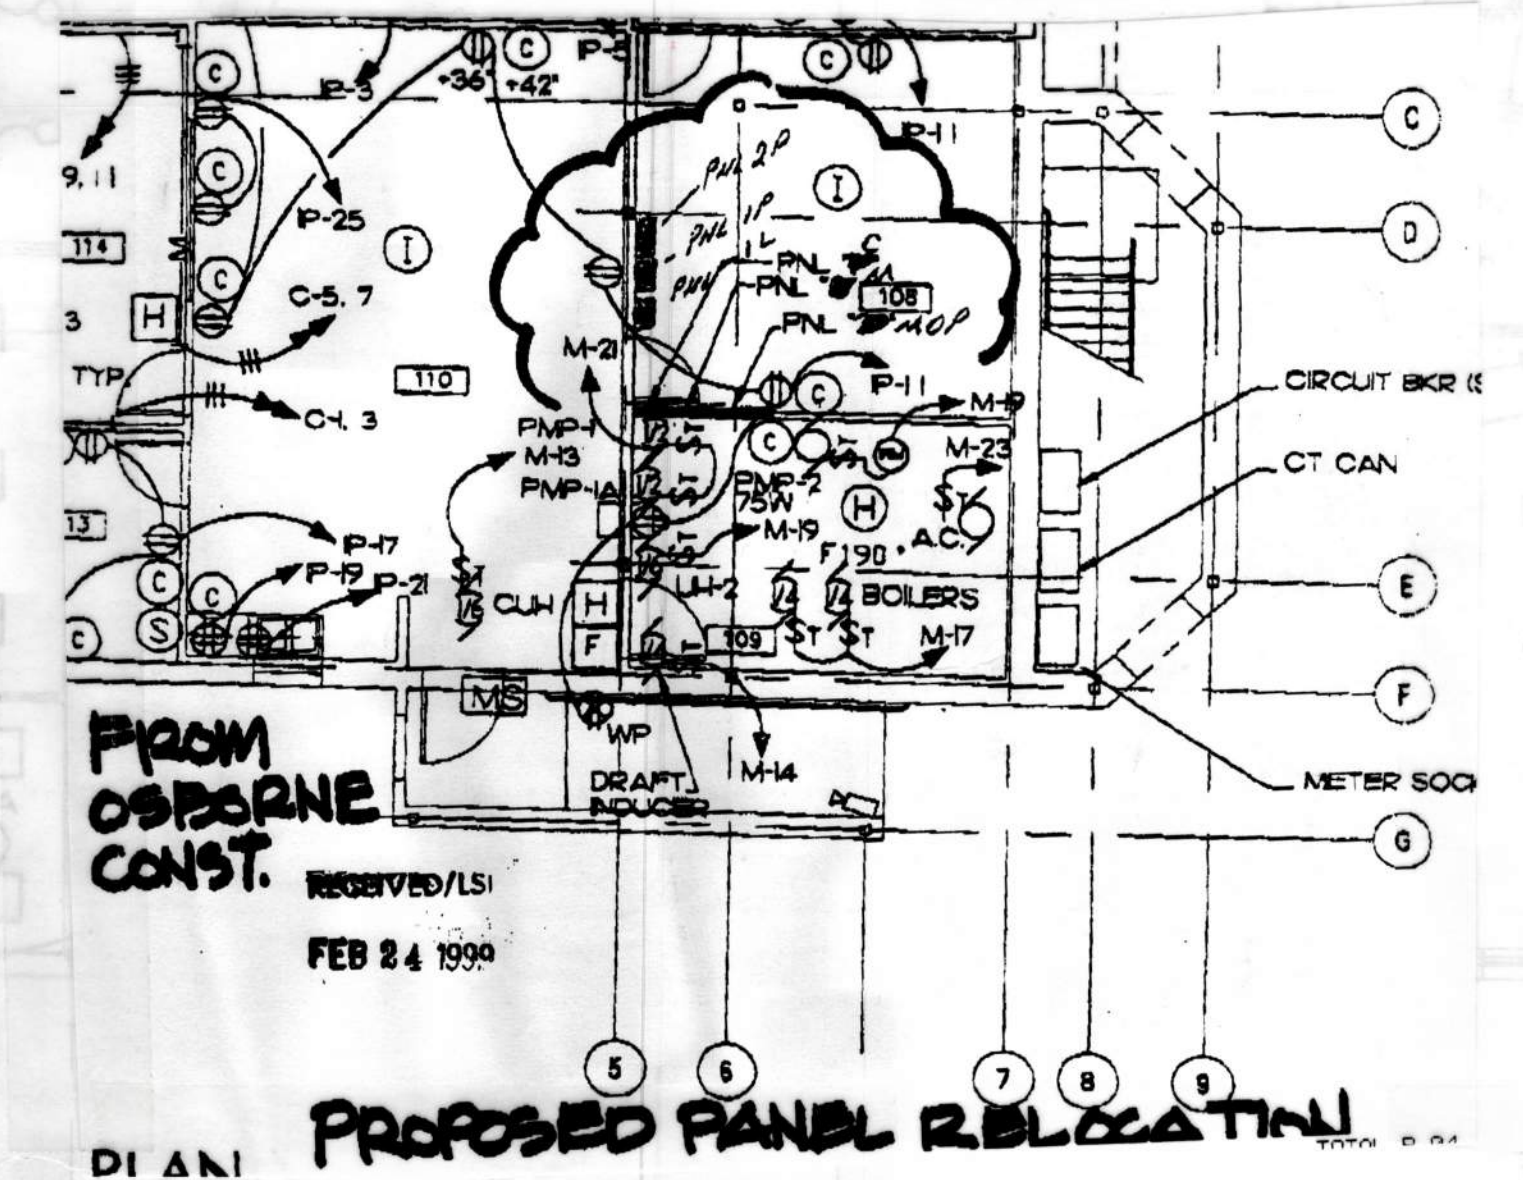 C
+36"
+42"
C
IP-3
C
C
9, 11
C
IP-11
PNL 2P
I
IP-25
PNL 1P
D
114
I
1L
PNL
C
PNL
108
C
C-5, 7
3
H
PNL
MDP
M-21
TYP.
110
IP-11
C
CIRCUIT BKR (S
C-1, 3
PMP-1
M-13
M-19
C
M-23
CT CAN
PMP-1A
PMP-2
75W
H
13
IP-17
M-19
A.C.
C
IP-19
IP-21
C
CUH
H
UH-2
BOILERS
E
C
S
F
109
M-17
F
MS
WP
M-14
DRAFT
INDUCER
METER SOCK
FROM
OSBORNE
CONST.
G
RECEIVED/LSI
FEB 24 1999
5
6
7
8
9
PROPOSED PANEL RELOCATION
PLAN